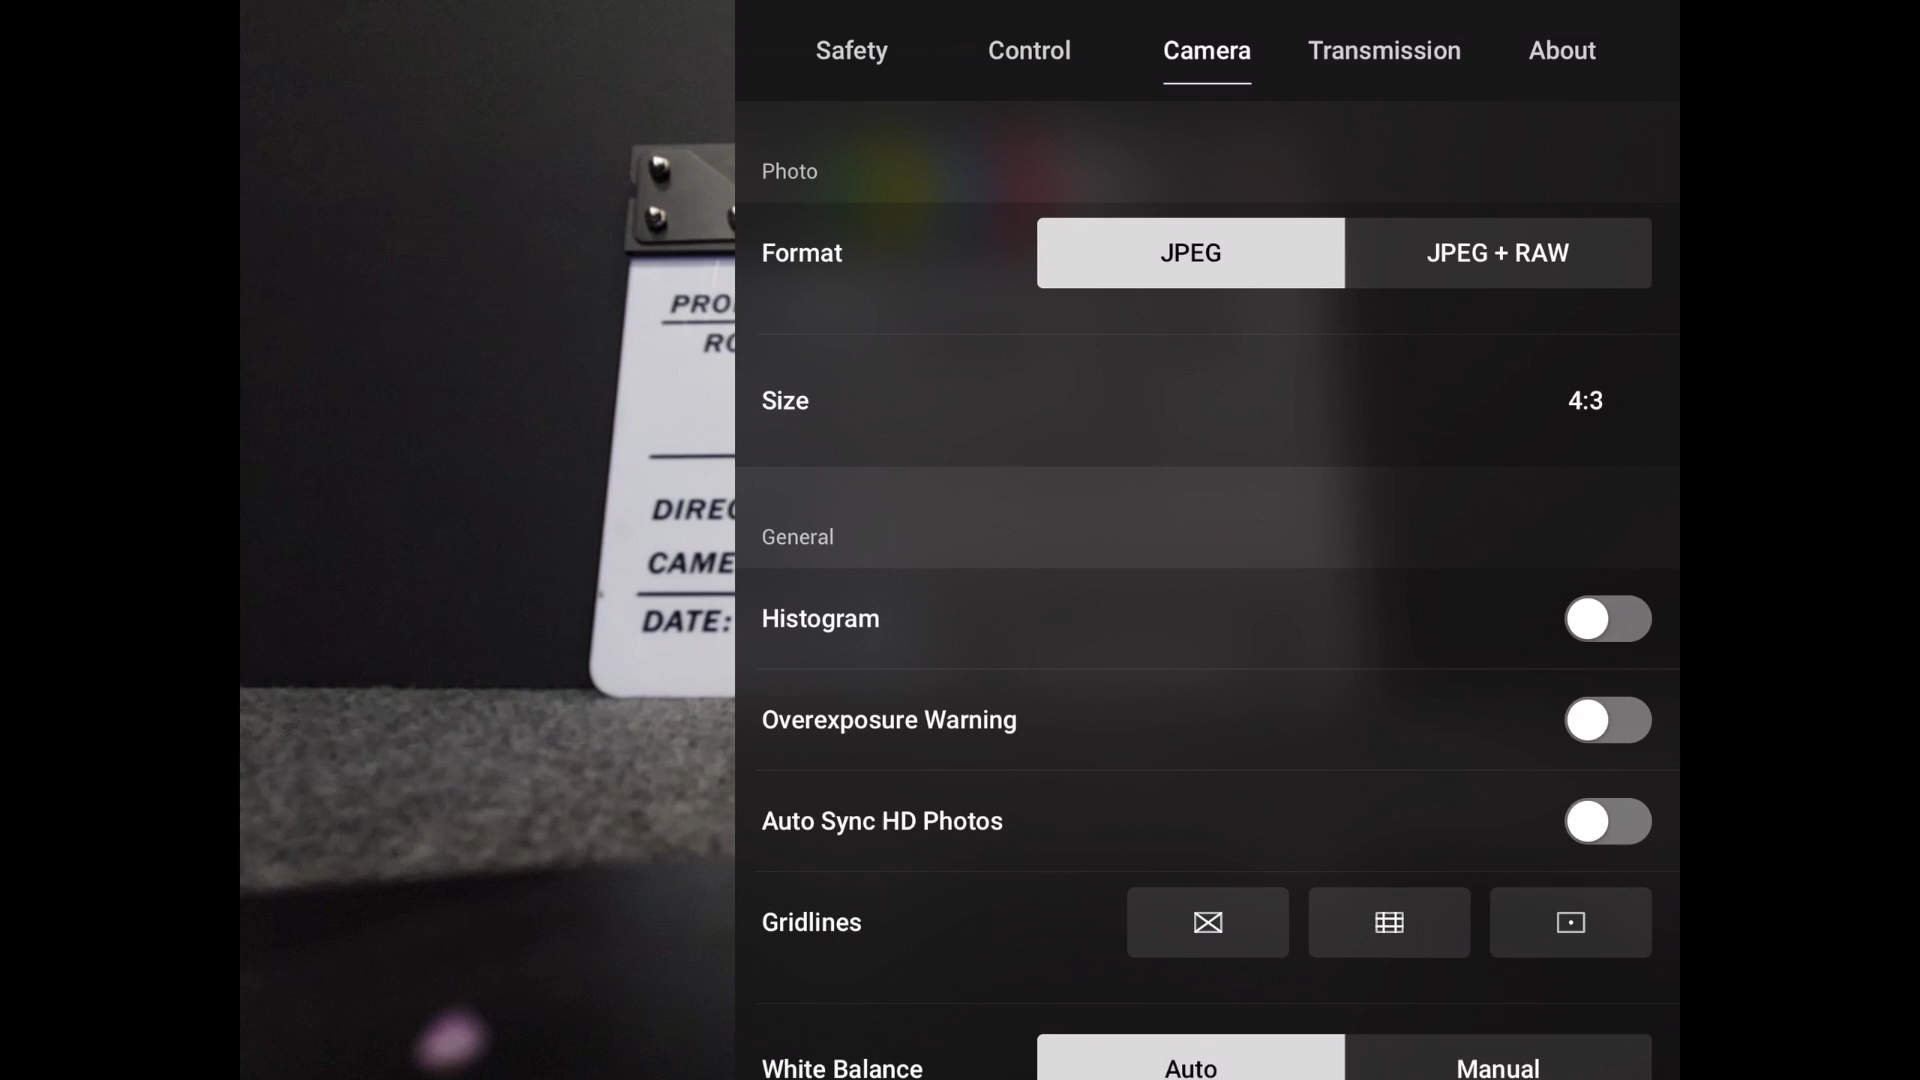 Safety Control Camera Transmission About
Photo
Format JPEG JPEG + RAW
Size 4:3
General
Histogram
Overexposure Warning
Auto Sync HD Photos
Gridlines
White Balance Auto Manual
PRO
RO
DIREC
CAME
DATE: